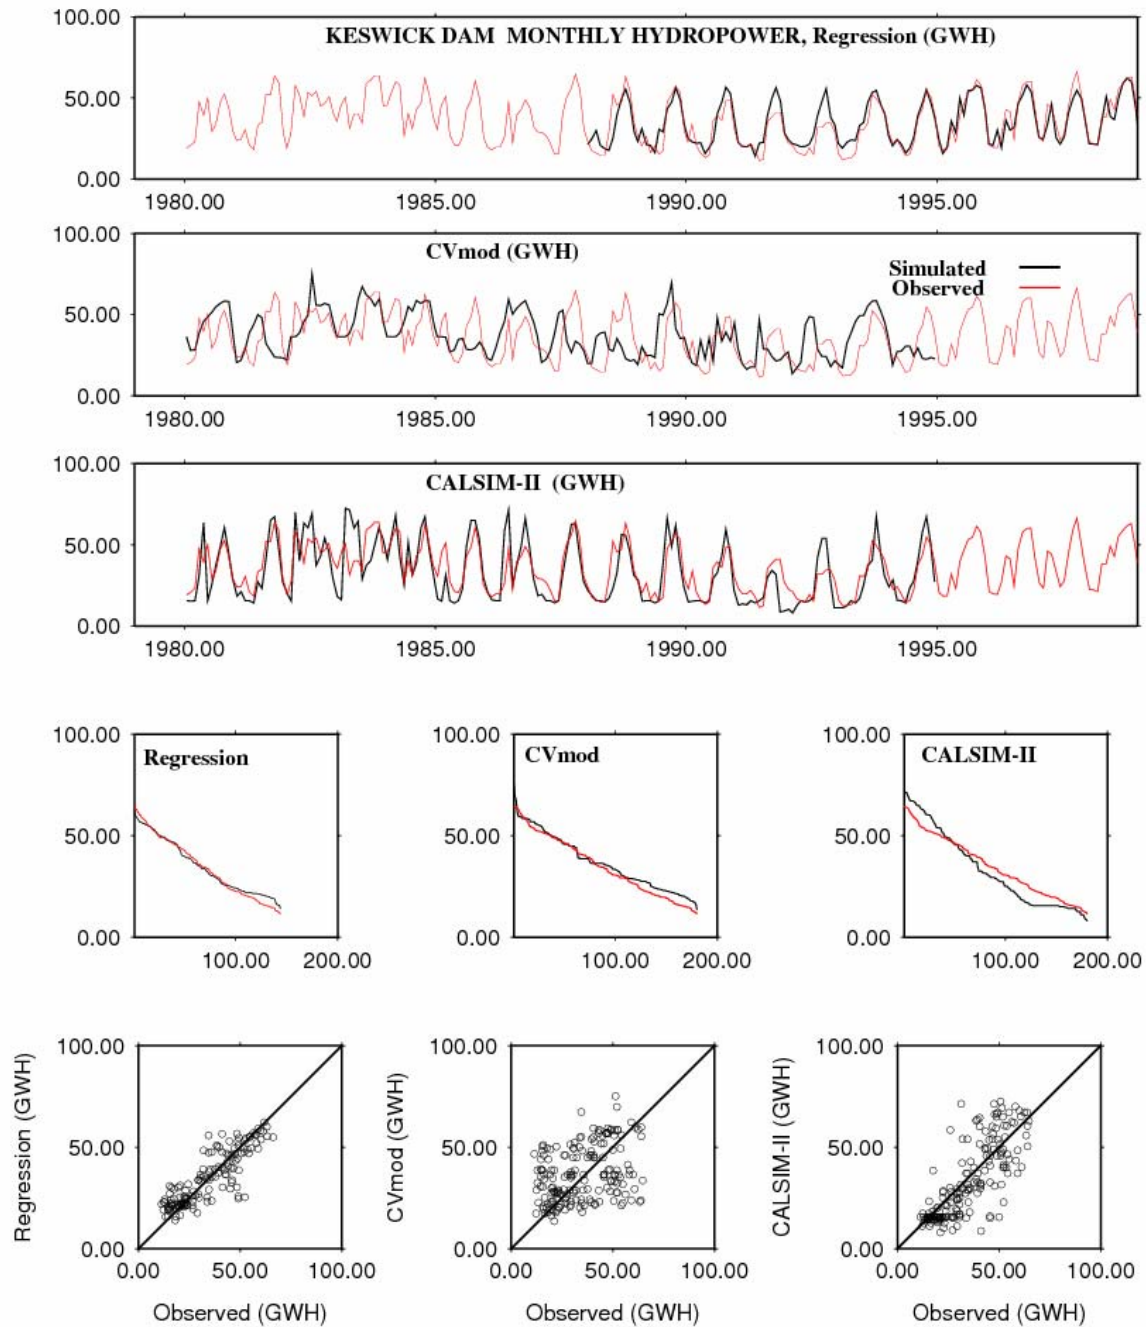 100.00
KESWICK DAM MONTHLY HYDROPOWER, Regression (GWH)
50.00
0.00
1980.00 1985.00 1990.00 1995.00
100.00
CVmod (GWH)
Simulated
Observed
50.00
0.00
1980.00 1985.00 1990.00 1995.00
100.00
CALSIM-II (GWH)
50.00
0.00
1980.00 1985.00 1990.00 1995.00
100.00 100.00 100.00
Regression CVmod CALSIM-II
50.00 50.00 50.00
0.00 0.00 0.00
100.00 200.00 100.00 200.00 100.00 200.00
100.00 100.00 100.00
Regression (GWH) CVmod (GWH) CALSIM-II (GWH)
50.00 50.00 50.00
0.00 0.00 0.00
0.00 50.00 100.00 0.00 50.00 100.00 0.00 50.00 100.00
Observed (GWH) Observed (GWH) Observed (GWH)